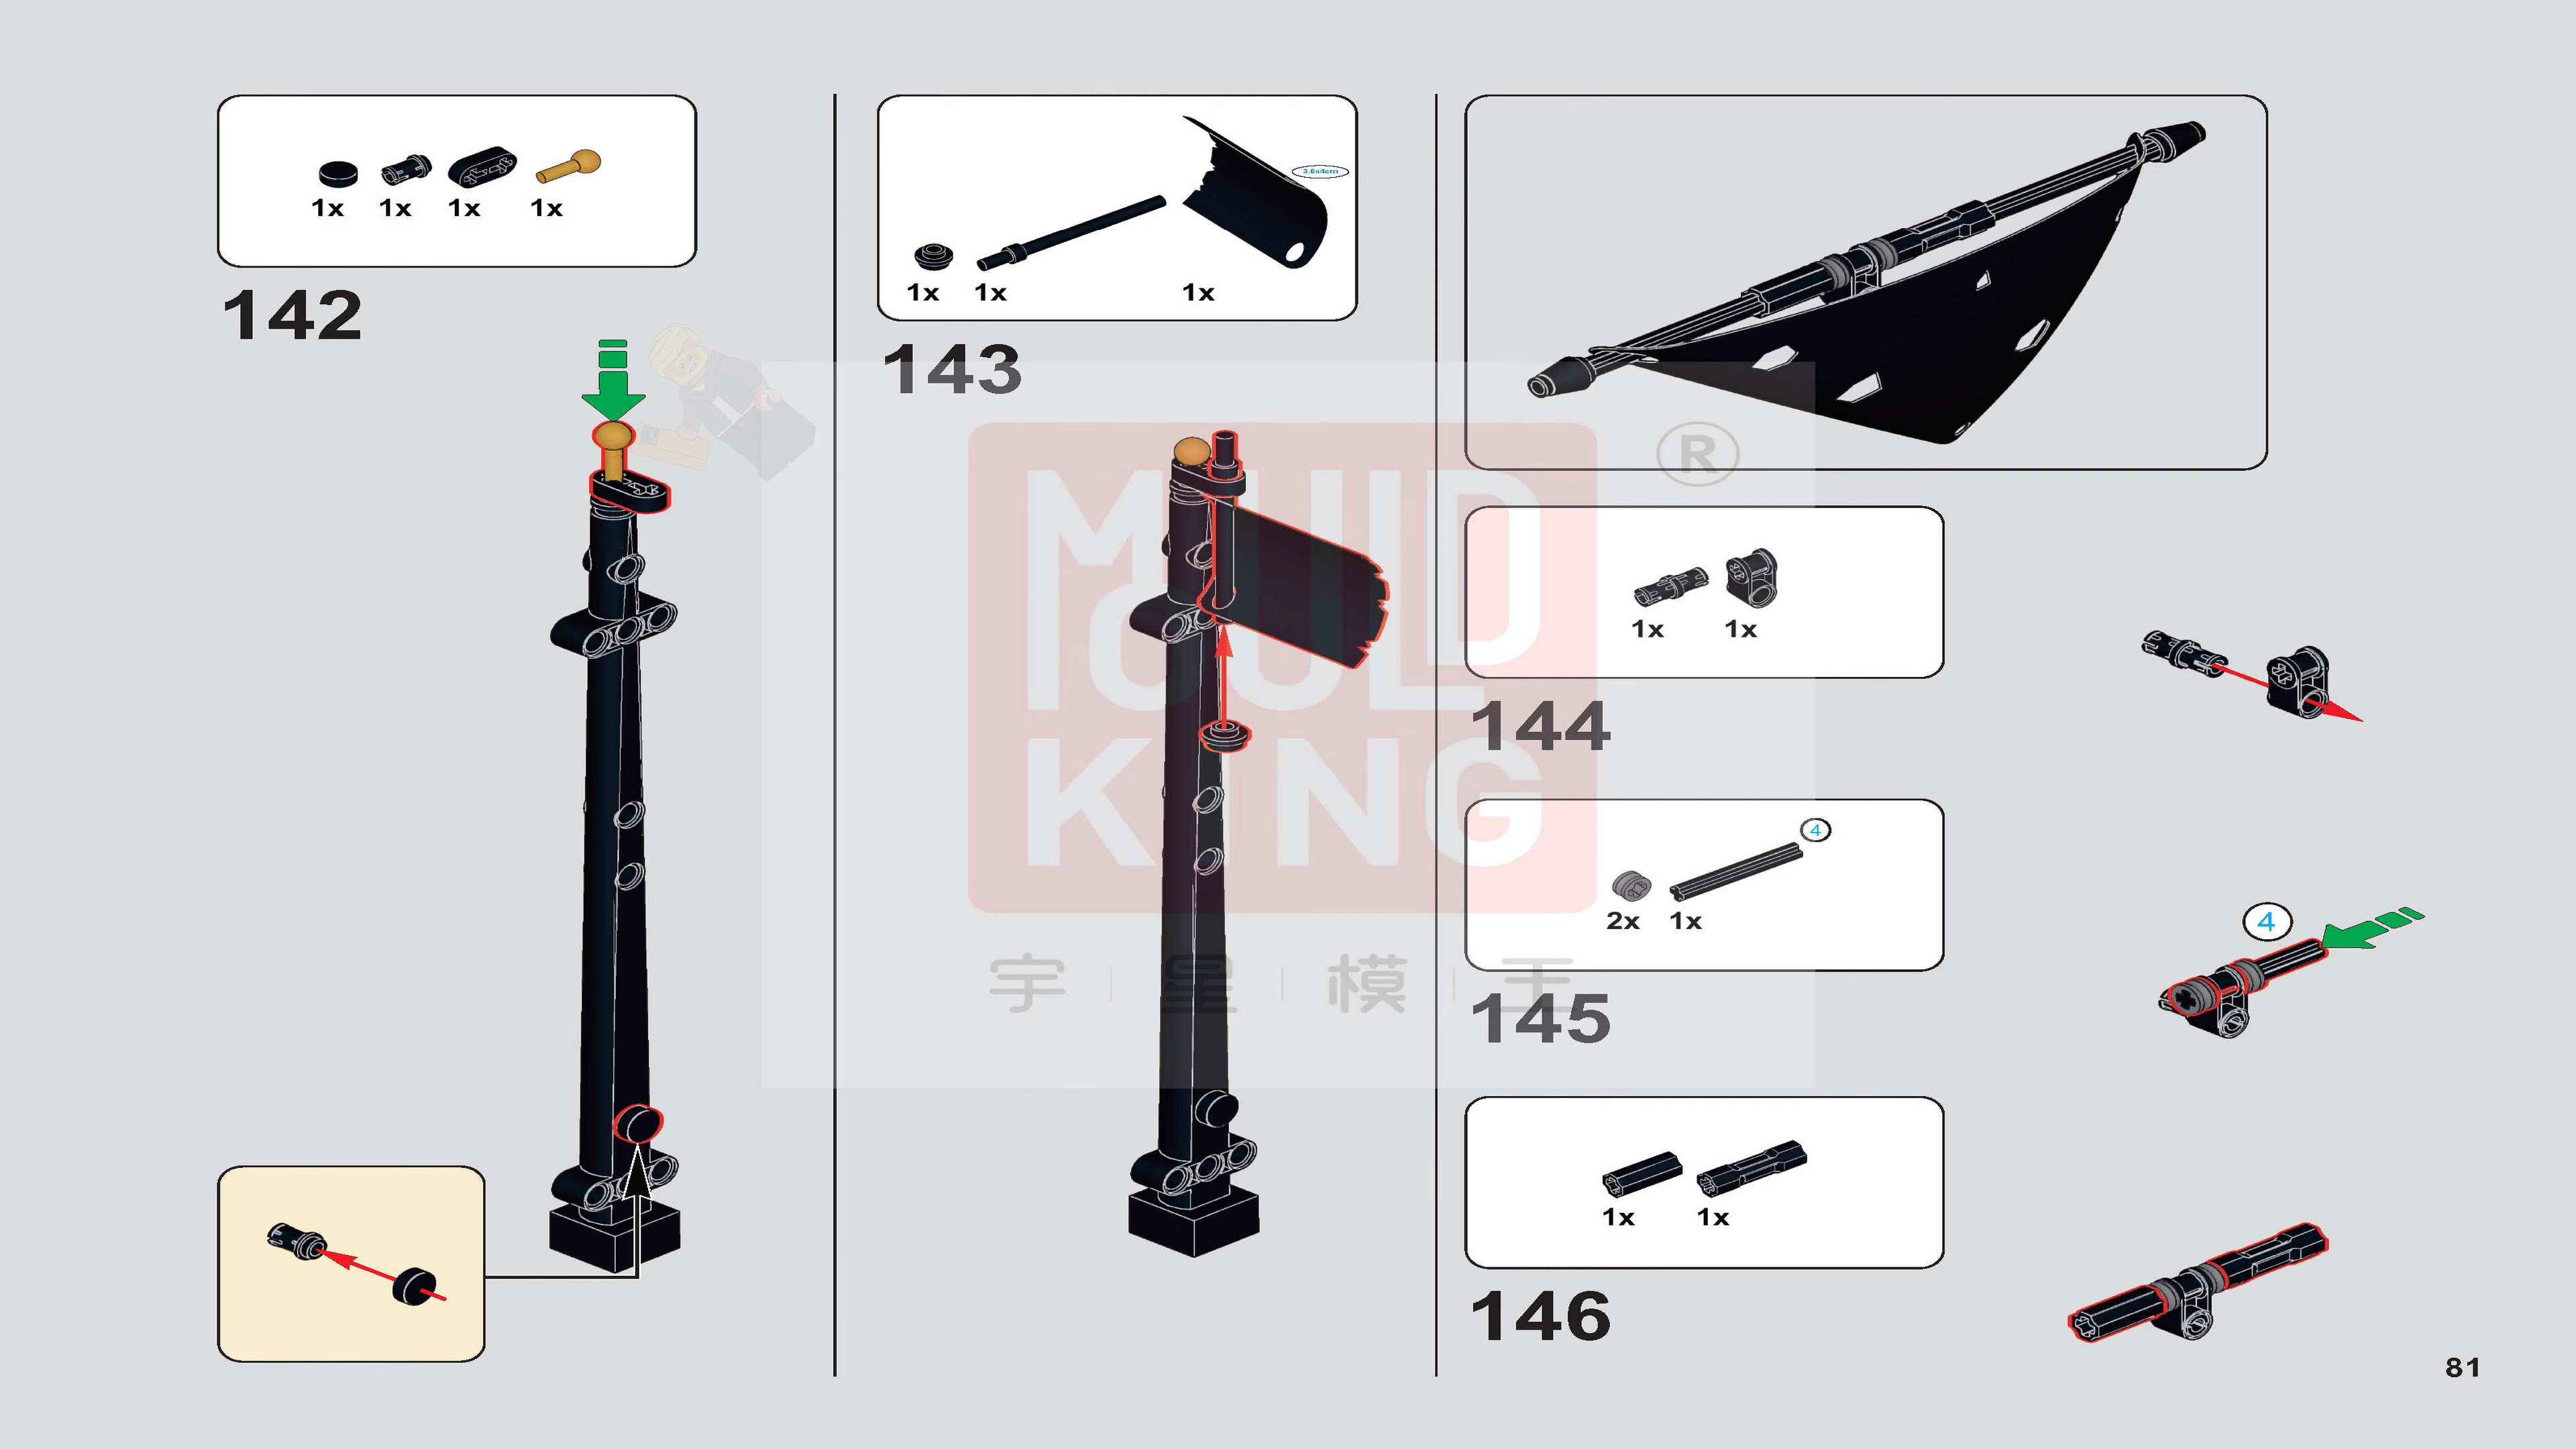 1x 1x 1x 1x
142
3.6x4cm
1x 1x 1x
143
1x 1x
144
4
2x 1x
145
4
1x 1x
146
MOULD KING
®
宇 星 模 王
81